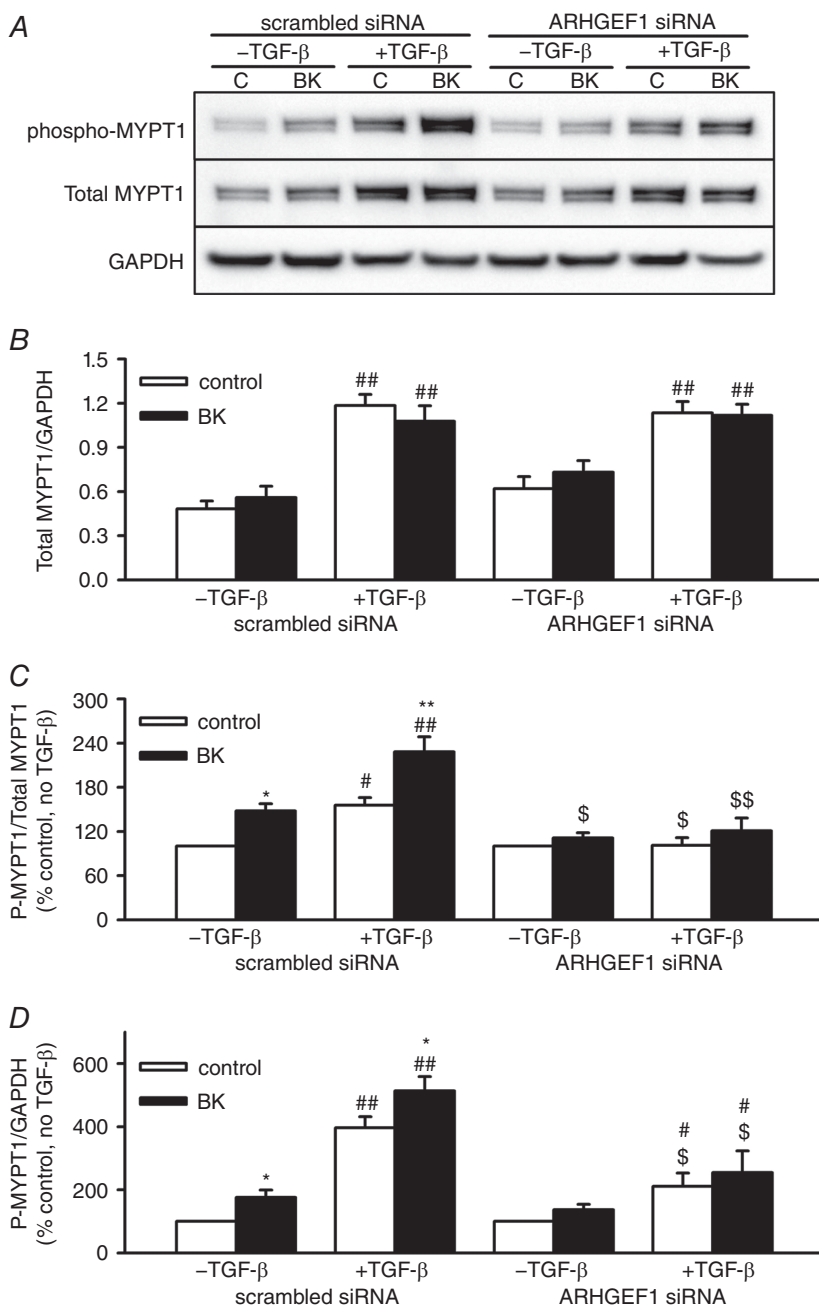 A
scrambled siRNA ARHGEF1 siRNA
–TGF-β +TGF-β –TGF-β +TGF-β
C BK C BK C BK C BK
phospho-MYPT1
Total MYPT1
GAPDH
B
Total MYPT1/GAPDH
1.5
1.2
0.9
0.6
0.3
0.0
control
BK
## ## ## ##
–TGF-β +TGF-β –TGF-β +TGF-β
scrambled siRNA ARHGEF1 siRNA
C
P-MYPT1/Total MYPT1
(% control, no TGF-β)
300
240
180
120
60
0
control
BK
* # ** ## $ $ $$
–TGF-β +TGF-β –TGF-β +TGF-β
scrambled siRNA ARHGEF1 siRNA
D
P-MYPT1/GAPDH
(% control, no TGF-β)
600
400
200
0
control
BK
* ## * ## # $ # $
–TGF-β +TGF-β –TGF-β +TGF-β
scrambled siRNA ARHGEF1 siRNA